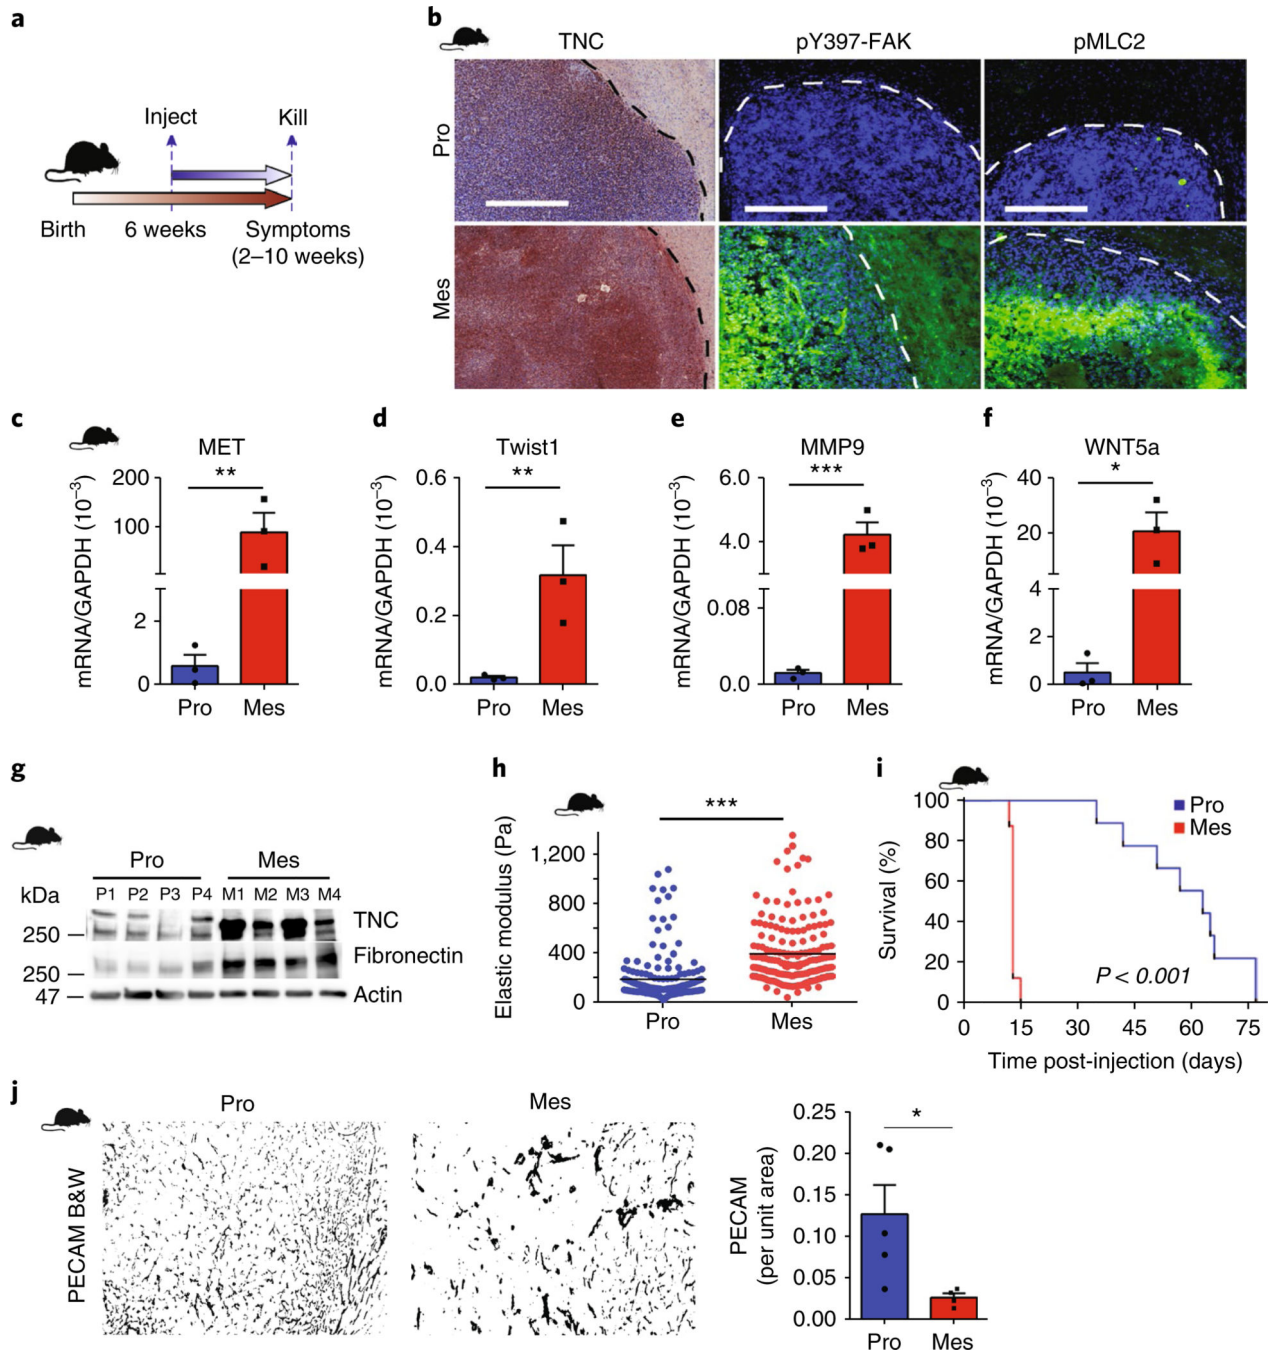 a
Inject
Kill
Birth
6 weeks
Symptoms
(2–10 weeks)
b
TNC
pY397-FAK
pMLC2
Pro
Mes
c
MET
**
mRNA/GAPDH (10⁻³)
200
100
2
0
Pro
Mes
d
Twist1
**
mRNA/GAPDH (10⁻³)
0.6
0.4
0.2
0.0
Pro
Mes
e
MMP9
***
mRNA/GAPDH (10⁻³)
6.0
4.0
0.08
0.0
Pro
Mes
f
WNT5a
*
mRNA/GAPDH (10⁻³)
40
20
4
2
0
Pro
Mes
g
Pro
Mes
kDa
P1 P2 P3 P4 M1 M2 M3 M4
TNC
250
Fibronectin
250
47
Actin
h
***
Elastic modulus (Pa)
1,200
800
400
0
Pro
Mes
i
Survival (%)
100
80
60
40
20
0
Pro
Mes
P < 0.001
0 15 30 45 60 75
Time post-injection (days)
j
Pro
Mes
PECAM B&W
PECAM
(per unit area)
*
0.25
0.20
0.15
0.10
0.05
0.00
Pro
Mes